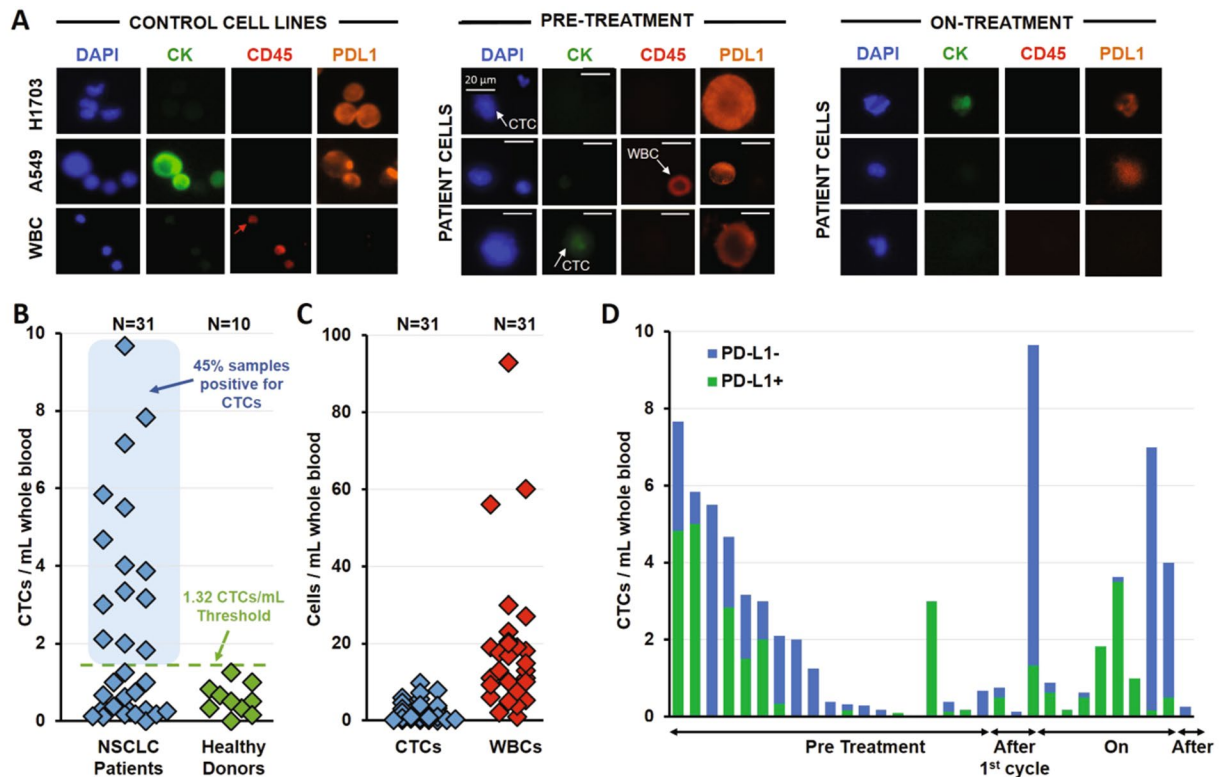 A
CONTROL CELL LINES
PRE-TREATMENT
ON-TREATMENT
DAPI CK CD45 PDL1
DAPI CK CD45 PDL1
DAPI CK CD45 PDL1
H1703
A549
WBC
PATIENT CELLS
20 µm
CTC
WBC
CTC
PATIENT CELLS
B
N=31 N=10
10
8
6
4
2
0
CTCs / mL whole blood
45% samples
positive for
CTCs
1.32 CTCs/mL
Threshold
NSCLC
Patients
Healthy
Donors
C
N=31 N=31
100
80
60
40
20
0
Cells / mL whole blood
CTCs WBCs
D
10
8
6
4
2
0
CTCs / mL whole blood
PD-L1-
PD-L1+
Pre Treatment
After
1st cycle
On
After